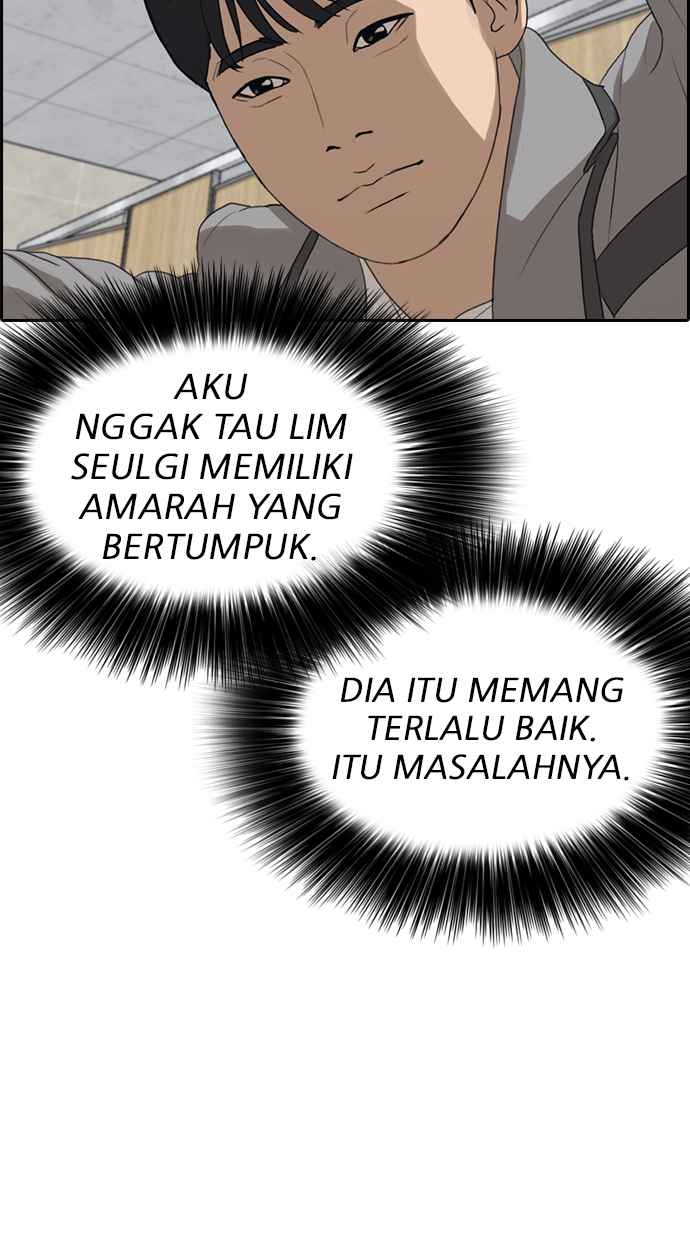 AKU
NGGAK TAU LIM
SEULGI MEMILIKI
AMARAH YANG
BERTUMPUK.
DIA ITU MEMANG
TERLALU BAIK.
ITU MASALAHNYA.